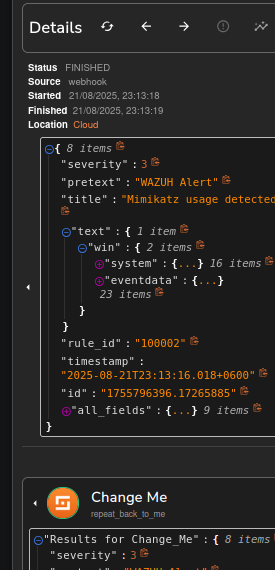 Details
Status FINISHED
Source webhook
Started 21/08/2025, 23:13:18
Finished 21/08/2025, 23:13:19
Location Cloud
{ 8 items
"severity" : 3
"pretext" : "WAZUH Alert"
"title" : "Mimikatz usage detected
"text" : { 1 item
"win" : { 2 items
"system" : {...} 16 items
"eventdata" : {...}
23 items
}
}
"rule_id" : "100002"
"timestamp" :
"2025-08-21T23:13:16.018+0600"
"id" : "1755796396.17265885"
"all_fields" : {...} 9 items
}
Change Me
repeat_back_to_me
"Results for Change_Me" : { 8 items
"severity" : 3